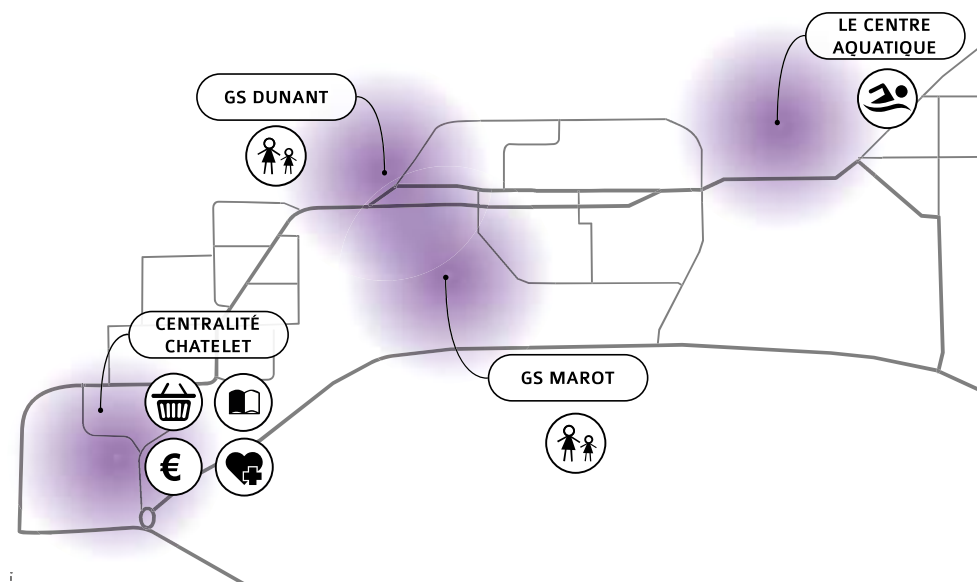 LE CENTRE
AQUATIQUE
GS DUNANT
CENTRALITÉ
CHATELET
€
GS MAROT
i